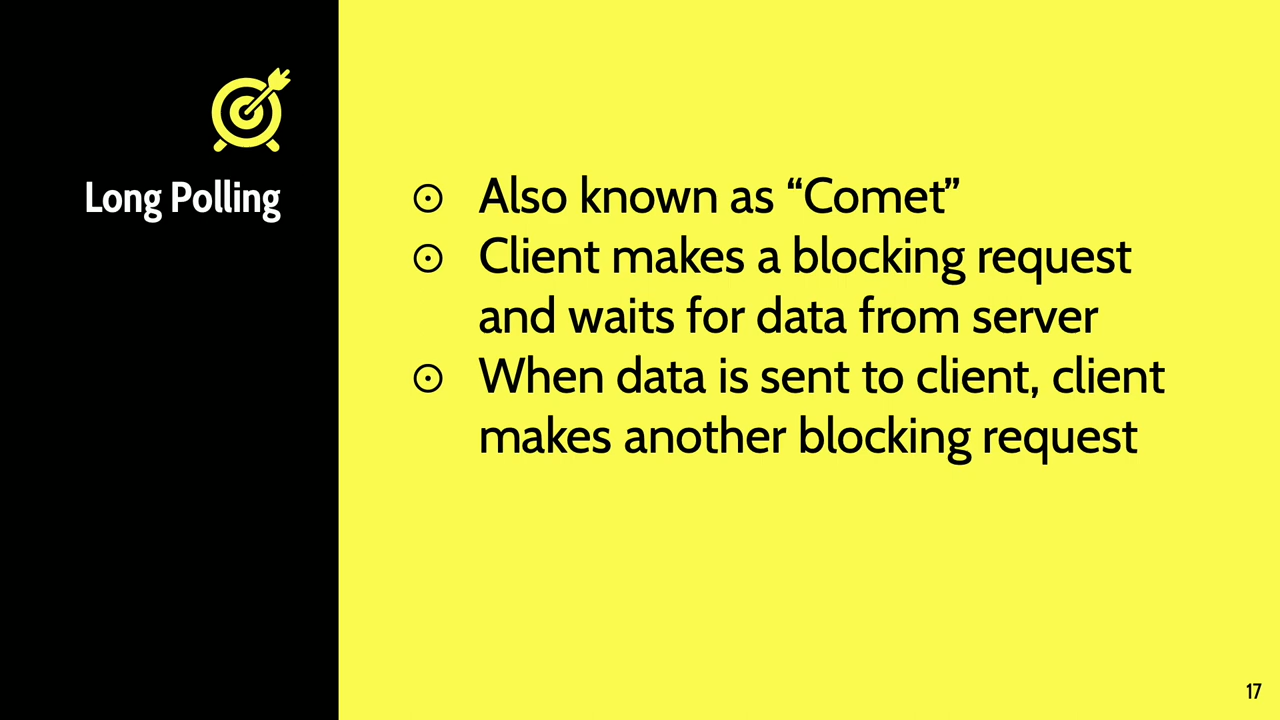 Long Polling
⊙ Also known as “Comet”
⊙ Client makes a blocking request
and waits for data from server
⊙ When data is sent to client, client
makes another blocking request
17